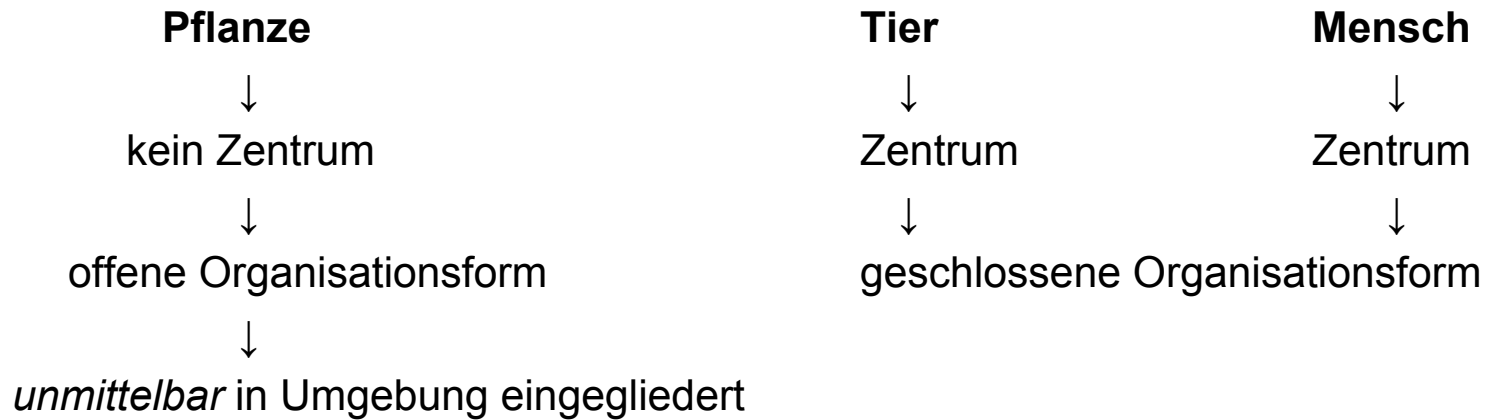 Pflanze Tier Mensch
↓ ↓ ↓
kein Zentrum Zentrum Zentrum
↓ ↓ ↓
offene Organisationsform geschlossene Organisationsform
↓
unmittelbar in Umgebung eingegliedert